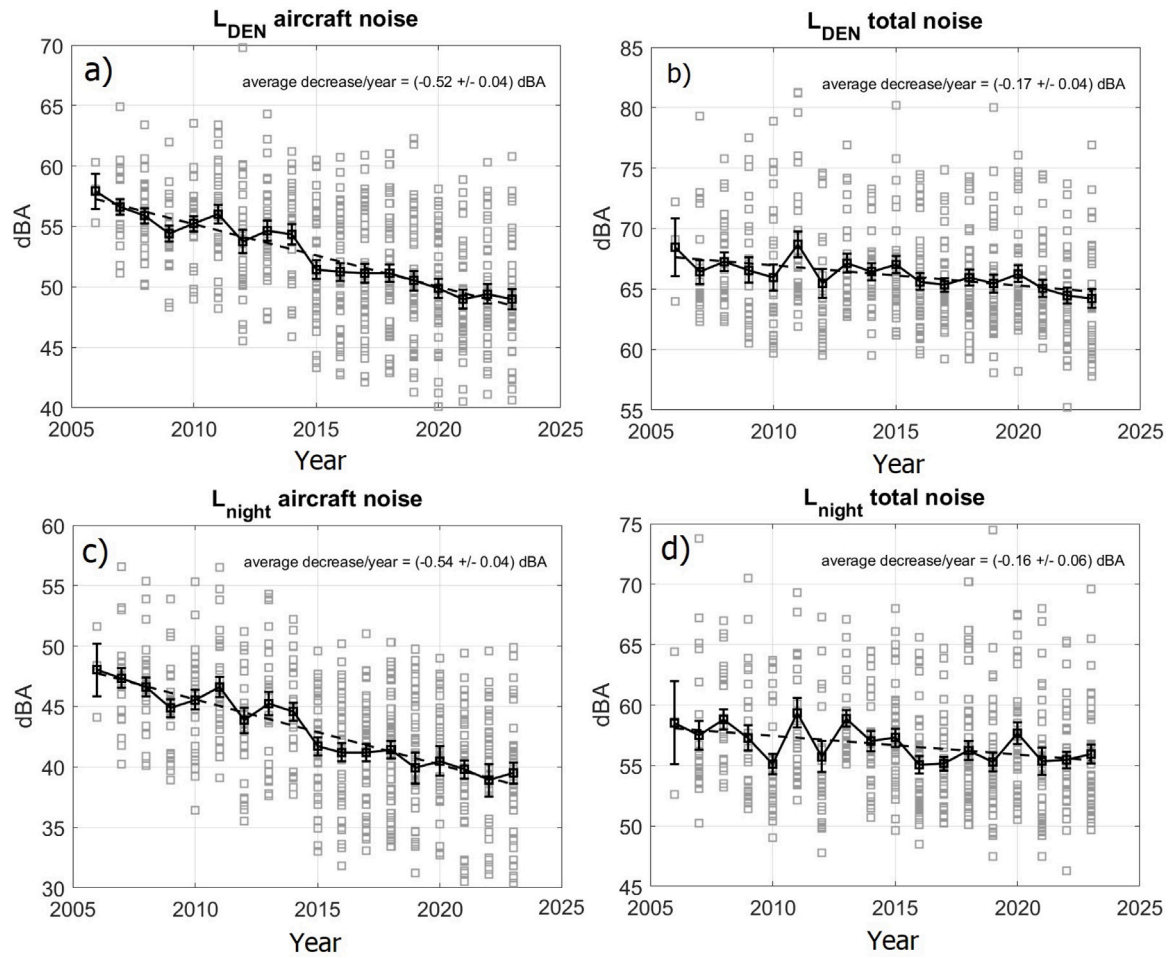 L_DEN aircraft noise
a)
average decrease/year = (-0.52 +/- 0.04) dBA
70
65
60
55
50
45
40
dBA
2005 2010 2015 2020 2025
Year
L_DEN total noise
b)
average decrease/year = (-0.17 +/- 0.04) dBA
85
80
75
70
65
60
55
dBA
2005 2010 2015 2020 2025
Year
L_night aircraft noise
c)
average decrease/year = (-0.54 +/- 0.04) dBA
60
55
50
45
40
35
30
dBA
2005 2010 2015 2020 2025
Year
L_night total noise
d)
average decrease/year = (-0.16 +/- 0.06) dBA
75
70
65
60
55
50
45
dBA
2005 2010 2015 2020 2025
Year